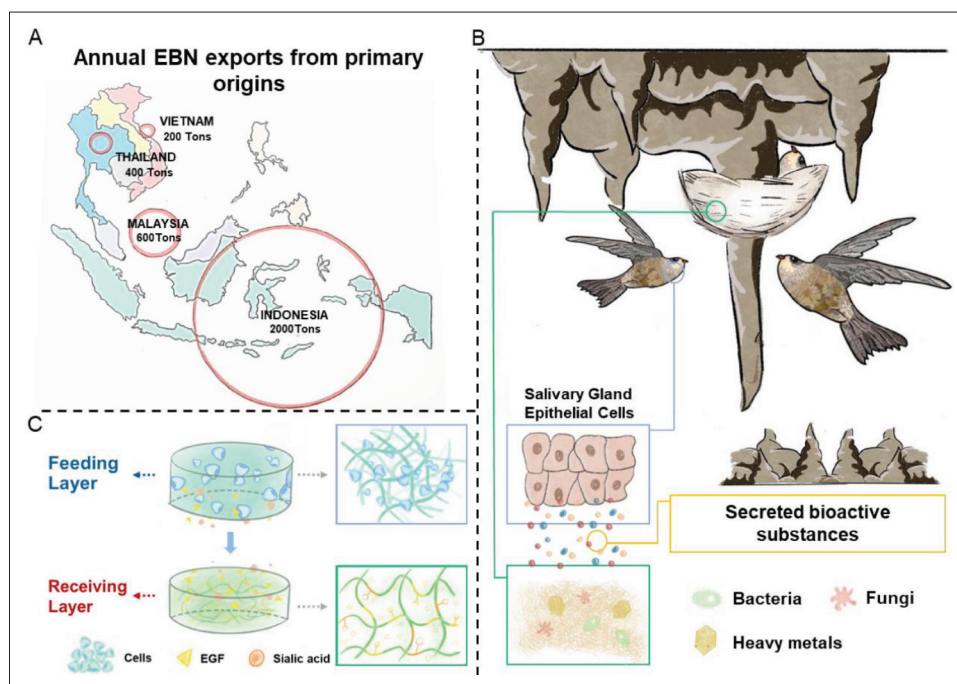 A
Annual EBN exports from primary
origins
VIETNAM
200 Tons
THAILAND
400 Tons
MALAYSIA
600Tons
INDONESIA
2000Tons
B
Salivary Gland
Epithelial Cells
Secreted bioactive
substances
Bacteria
Fungi
Heavy metals
C
Feeding
Layer
Receiving
Layer
Cells
EGF
Sialic acid